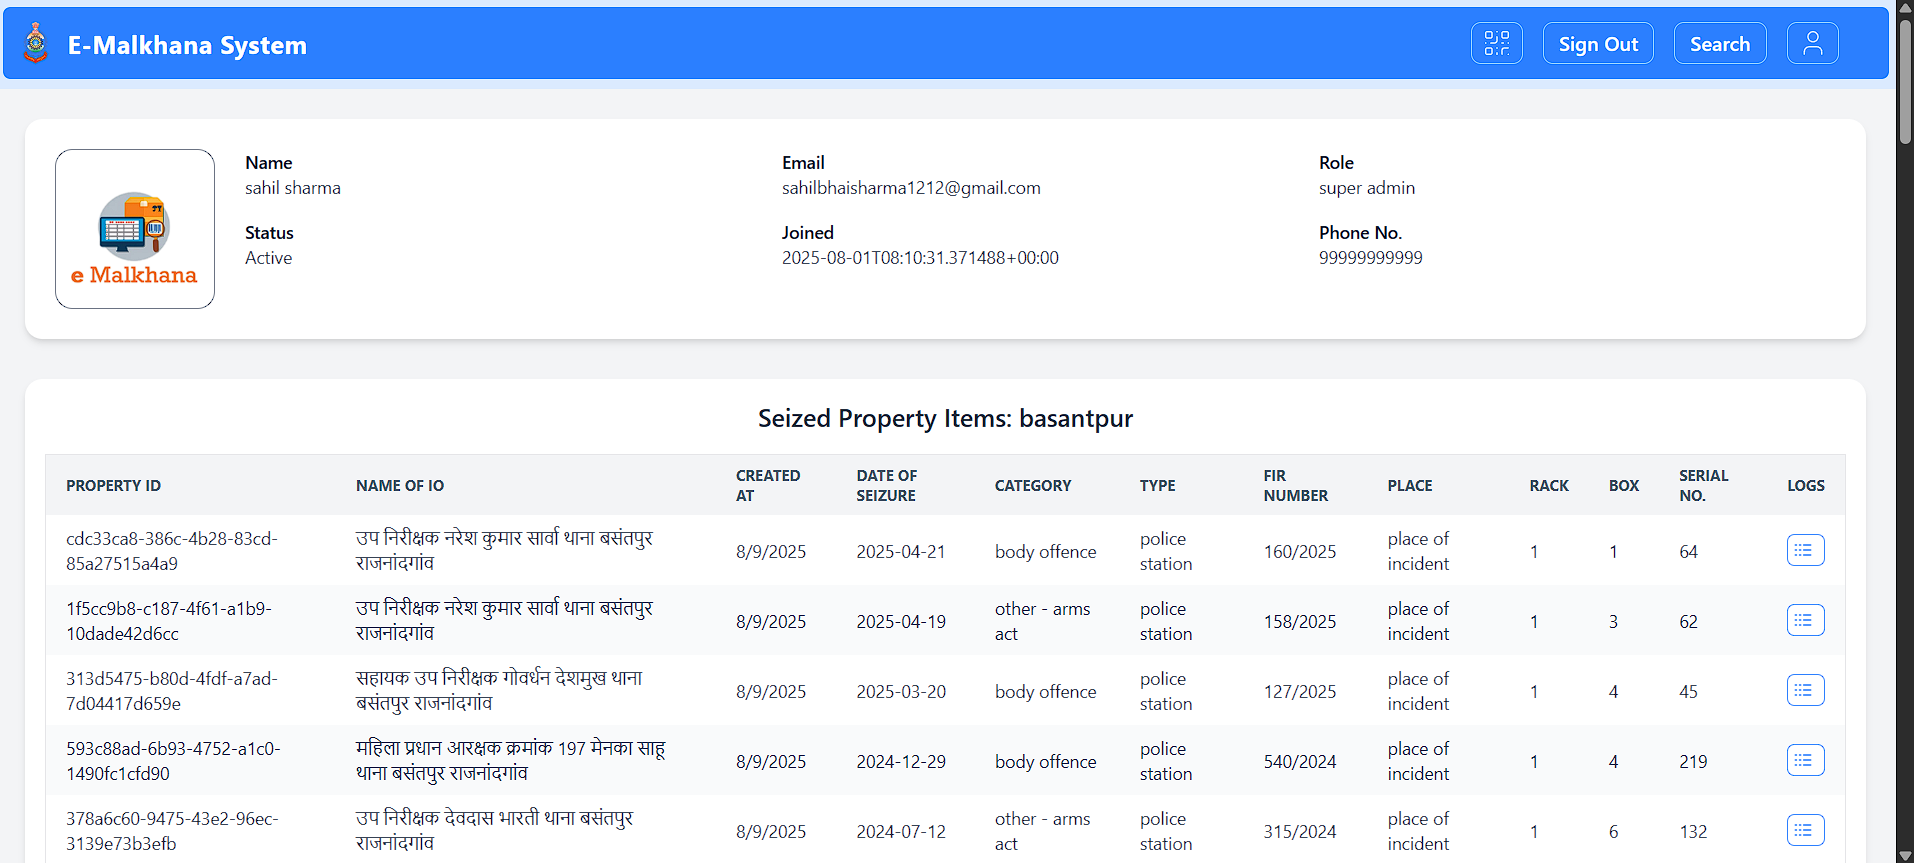 E-Malkhana System
Sign Out
Search
e Malkhana
Name
sahil sharma
Email
sahilbhaisharma1212@gmail.com
Role
super admin
Status
Active
Joined
2025-08-01T08:10:31.371488+00:00
Phone No.
99999999999
Seized Property Items: basantpur
PROPERTY ID NAME OF IO CREATED AT DATE OF SEIZURE CATEGORY TYPE FIR NUMBER PLACE RACK BOX SERIAL NO. LOGS
cdc33ca8-386c-4b28-83cd-85a27515a4a9 उप निरीक्षक नरेश कुमार सार्वा थाना बसंतपुर राजनांदगांव 8/9/2025 2025-04-21 body offence police station 160/2025 place of incident 1 1 64
1f5cc9b8-c187-4f61-a1b9-10dade42d6cc उप निरीक्षक नरेश कुमार सार्वा थाना बसंतपुर राजनांदगांव 8/9/2025 2025-04-19 other - arms act police station 158/2025 place of incident 1 3 62
313d5475-b80d-4fdf-a7ad-7d04417d659e सहायक उप निरीक्षक गोवर्धन देशमुख थाना बसंतपुर राजनांदगांव 8/9/2025 2025-03-20 body offence police station 127/2025 place of incident 1 4 45
593c88ad-6b93-4752-a1c0-1490fc1cfd90 महिला प्रधान आरक्षक क्रमांक 197 मेनका साहू थाना बसंतपुर राजनांदगांव 8/9/2025 2024-12-29 body offence police station 540/2024 place of incident 1 4 219
378a6c60-9475-43e2-96ec-3139e73b3efb उप निरीक्षक देवदास भारती थाना बसंतपुर राजनांदगांव 8/9/2025 2024-07-12 other - arms act police station 315/2024 place of incident 1 6 132